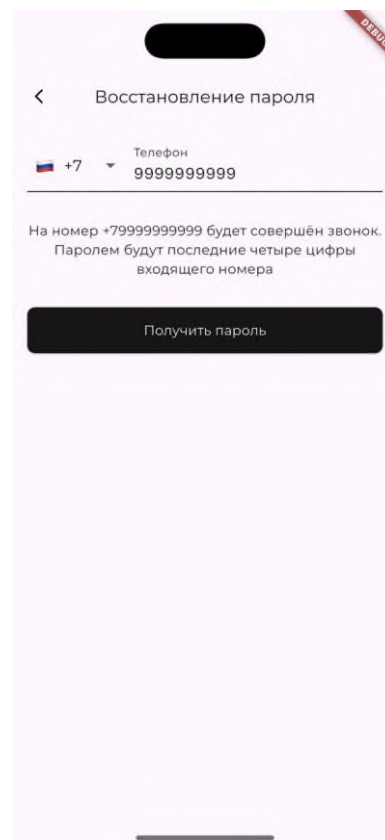 DEBUG
Восстановление пароля
Телефон
+7 9999999999
На номер +79999999999 будет совершён звонок.
Паролем будут последние четыре цифры
входящего номера
Получить пароль